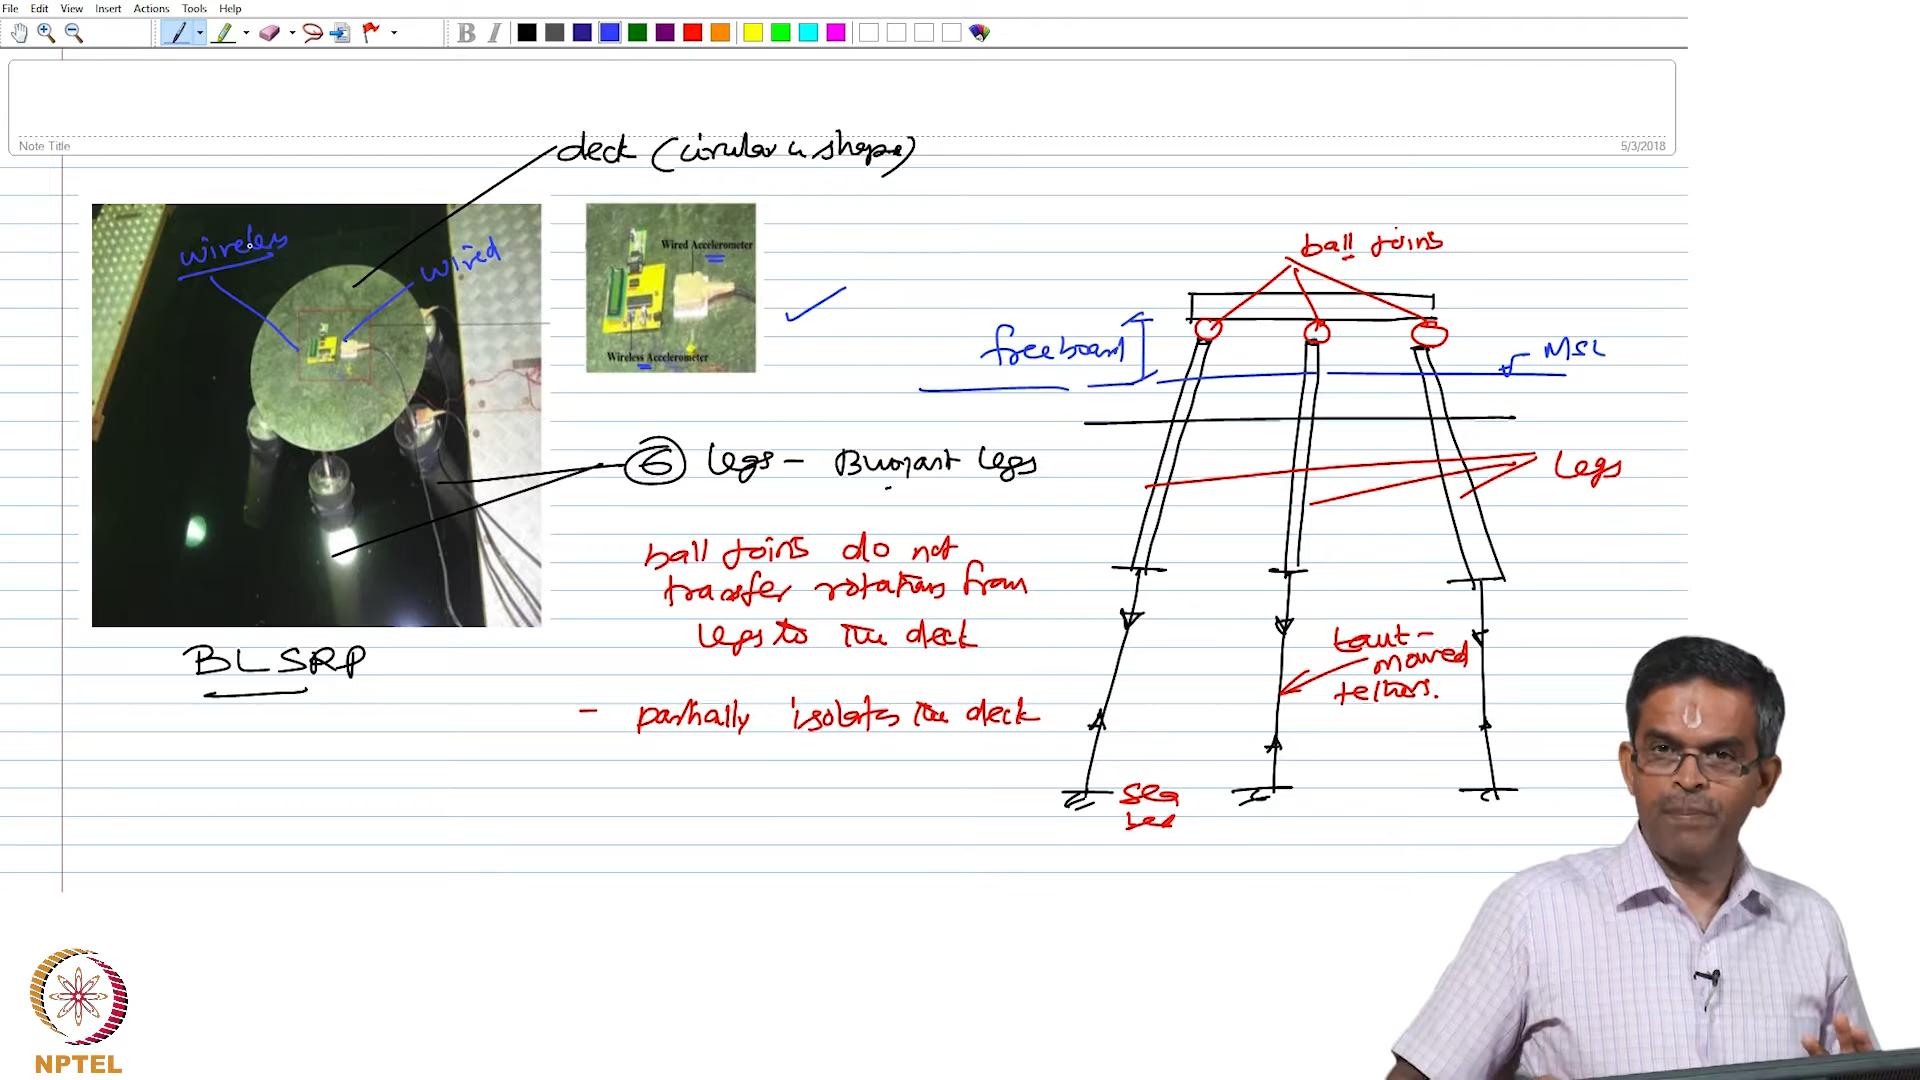 File Edit View Insert Actions Tools Help
B I
Note Title
5/3/2018
deck (circular in shape)
wireless
wired
Wired Accelerometer
Wireless Accelerometer
ball joins
freeboard
MSL
6 legs - Buoyant legs
legs
ball joins do not
transfer rotations from
legs to the deck
- partially isolates the deck
BLSRP
taut-
moored
tethers.
sea
bed
NPTEL